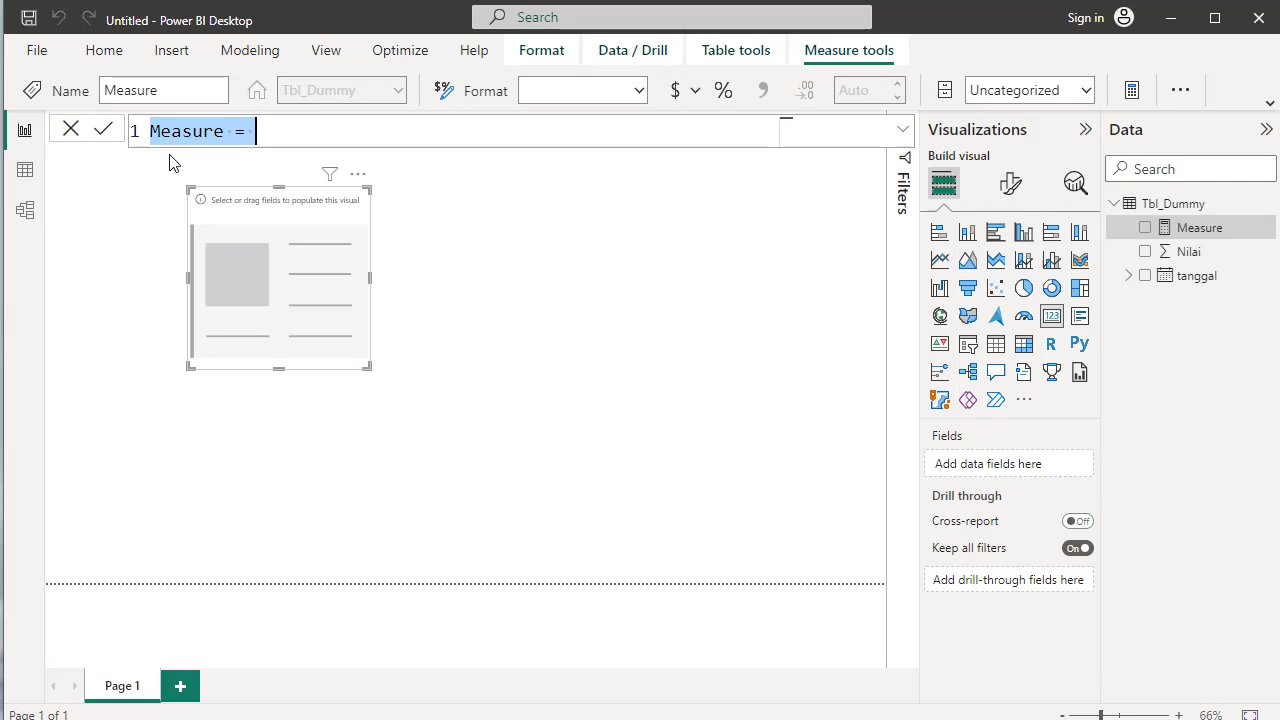 Untitled - Power BI Desktop
Search
Sign in
File Home Insert Modeling View Optimize Help Format Data / Drill Table tools Measure tools
Name Measure Tbl_Dummy Format $ % .00 Auto Uncategorized
1 Measure =
Select or drag fields to populate this visual
Filters
Visualizations
Build visual
123
R Py
Fields
Add data fields here
Drill through
Cross-report Off
Keep all filters On
Add drill-through fields here
Data
Search
Tbl_Dummy
Measure
Nilai
tanggal
Page 1
Page 1 of 1
66%